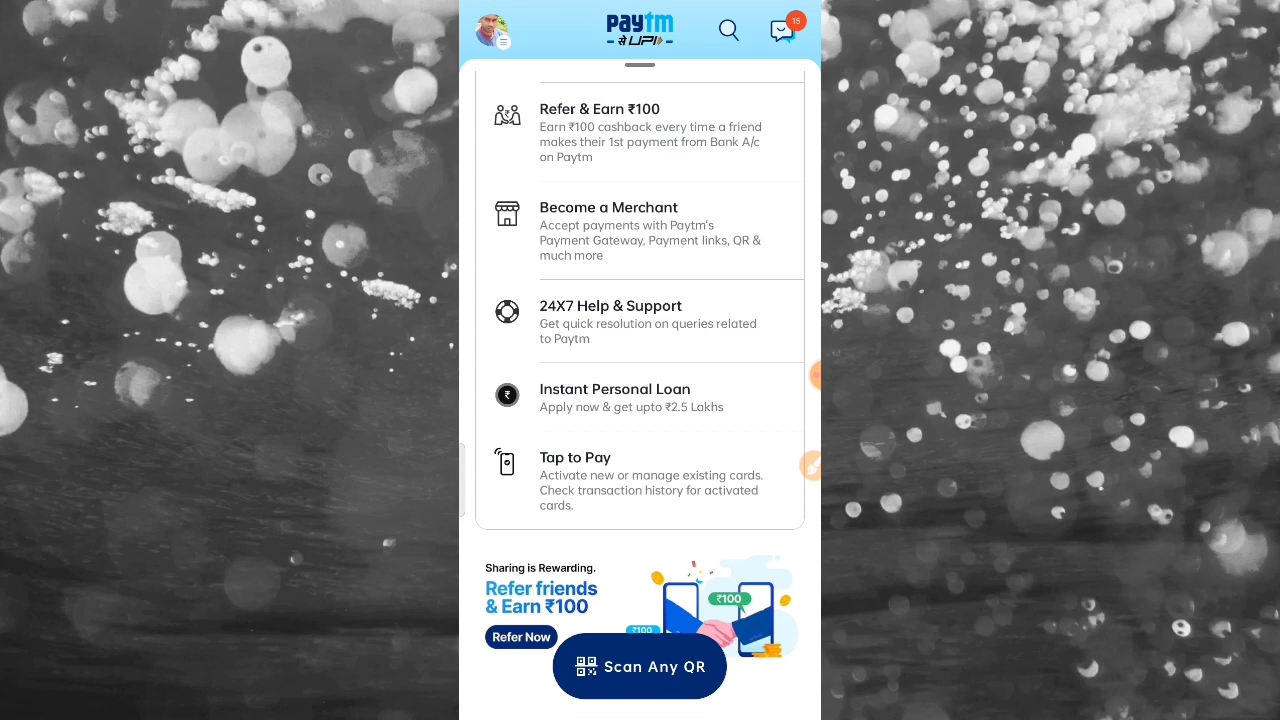 paytm
से UPI
15
Refer & Earn ₹100
Earn ₹100 cashback every time a friend
makes their 1st payment from Bank A/c
on Paytm
Become a Merchant
Accept payments with Paytm's
Payment Gateway, Payment links, QR &
much more
24X7 Help & Support
Get quick resolution on queries related
to Paytm
₹
Instant Personal Loan
Apply now & get upto ₹2.5 Lakhs
Tap to Pay
Activate new or manage existing cards.
Check transaction history for activated
cards.
Sharing is Rewarding.
Refer friends
& Earn ₹100
Refer Now
₹100
₹100
Scan Any QR